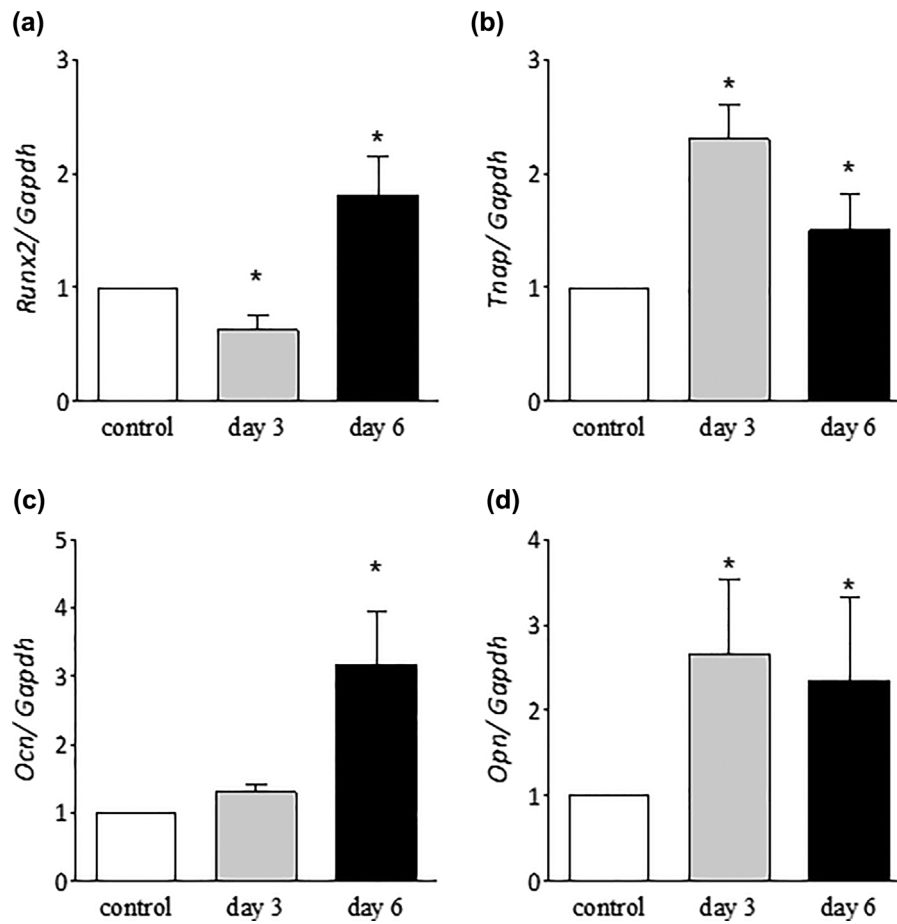 (a)
3
2
1
0
Runx2/ Gapdh
*
*
control day 3 day 6
(b)
3
2
1
0
Tnap/ Gapdh
*
*
control day 3 day 6
(c)
5
4
3
2
1
0
Ocn/ Gapdh
*
control day 3 day 6
(d)
4
3
2
1
0
Opn/ Gapdh
*
*
control day 3 day 6